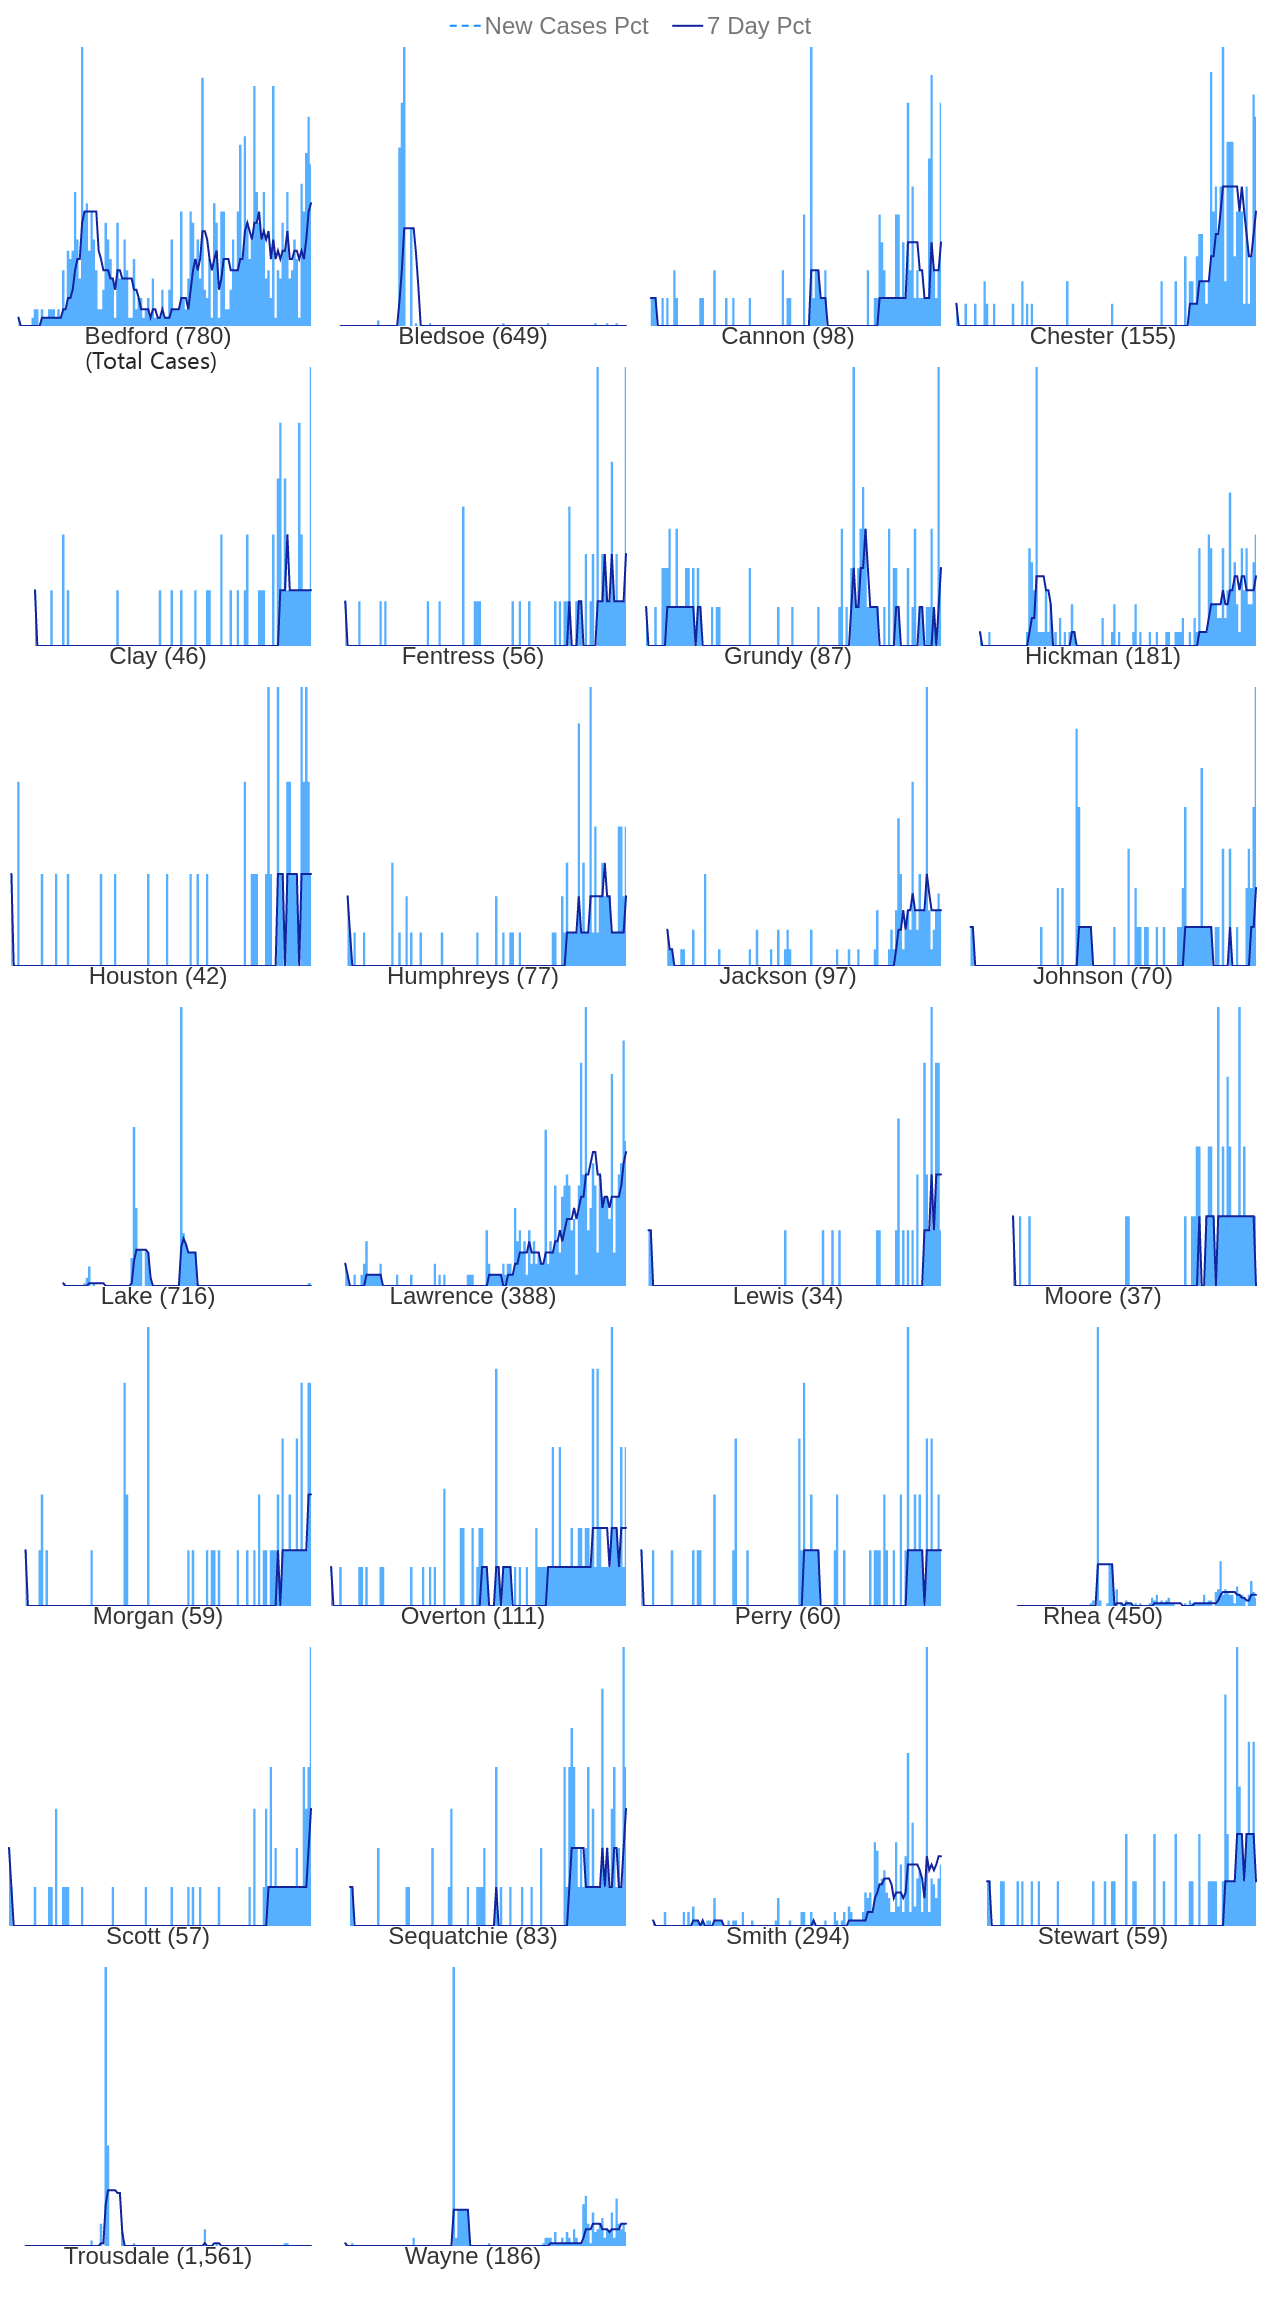 New Cases Pct 7 Day Pct
Bedford (780) Bledsoe (649) Cannon (98) Chester (155)
(Total Cases)
Clay (46) Fentress (56) Grundy (87) Hickman (181)
Houston (42) Humphreys (77) Jackson (97) Johnson (70)
Lake (716) Lawrence (388) Lewis (34) Moore (37)
Morgan (59) Overton (111) Perry (60) Rhea (450)
Scott (57) Sequatchie (83) Smith (294) Stewart (59)
Trousdale (1,561) Wayne (186)